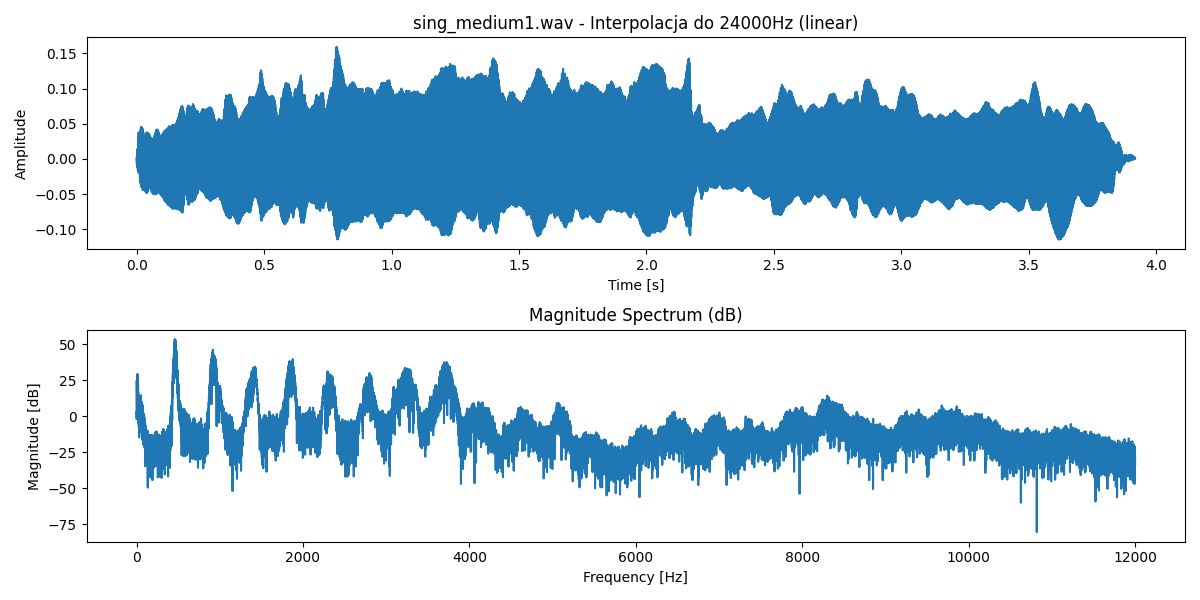 sing_medium1.wav - Interpolacja do 24000Hz (linear)
0.15
0.10
0.05
0.00
−0.05
−0.10
Amplitude
0.0 0.5 1.0 1.5 2.0 2.5 3.0 3.5 4.0
Time [s]
Magnitude Spectrum (dB)
50
25
0
−25
−50
−75
Magnitude [dB]
0 2000 4000 6000 8000 10000 12000
Frequency [Hz]